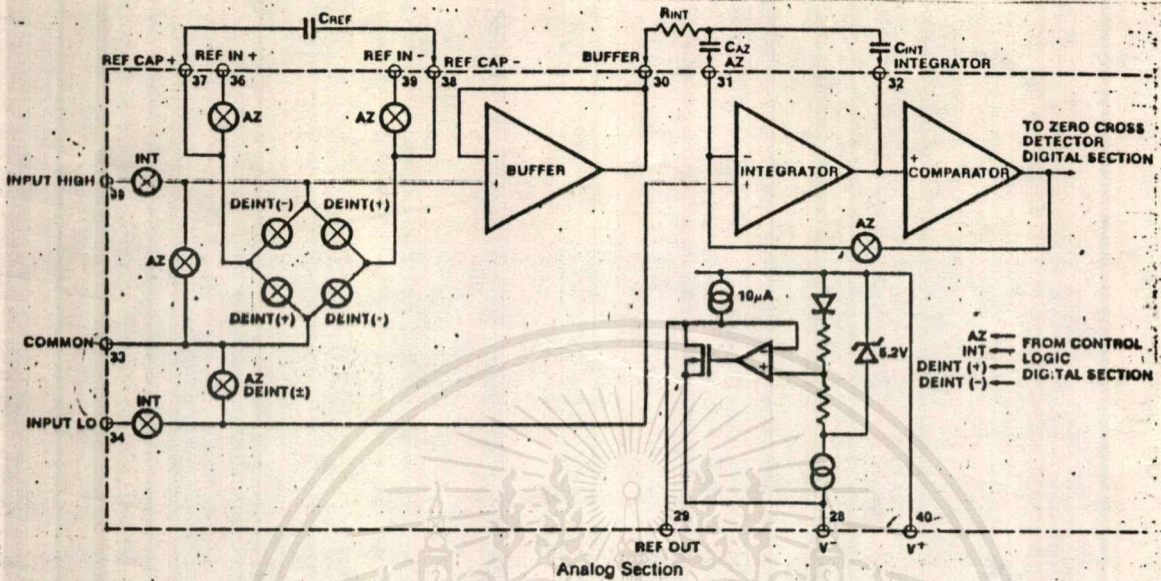 CREF
RINT
REF CAP +
REF IN +
REF IN -
REF CAP -
BUFFER
CAZ
AZ
CINT
INTEGRATOR
37
36
39
38
30
31
32
AZ
AZ
TO ZERO CROSS
DETECTOR
DIGITAL SECTION
INT
INPUT HIGH
-
+
BUFFER
-
+
INTEGRATOR
+
COMPARATOR
DEINT(-)
DEINT(+)
AZ
AZ
DEINT(+)
DEINT(-)
10μA
COMMON
33
AZ
DEINT(±)
-
+
AZ
INT
DEINT (+)
DEINT (-)
FROM CONTROL
LOGIC
DIGITAL SECTION
INT
INPUT LO
34
29
28
40
REF OUT
V-
V+
Analog Section